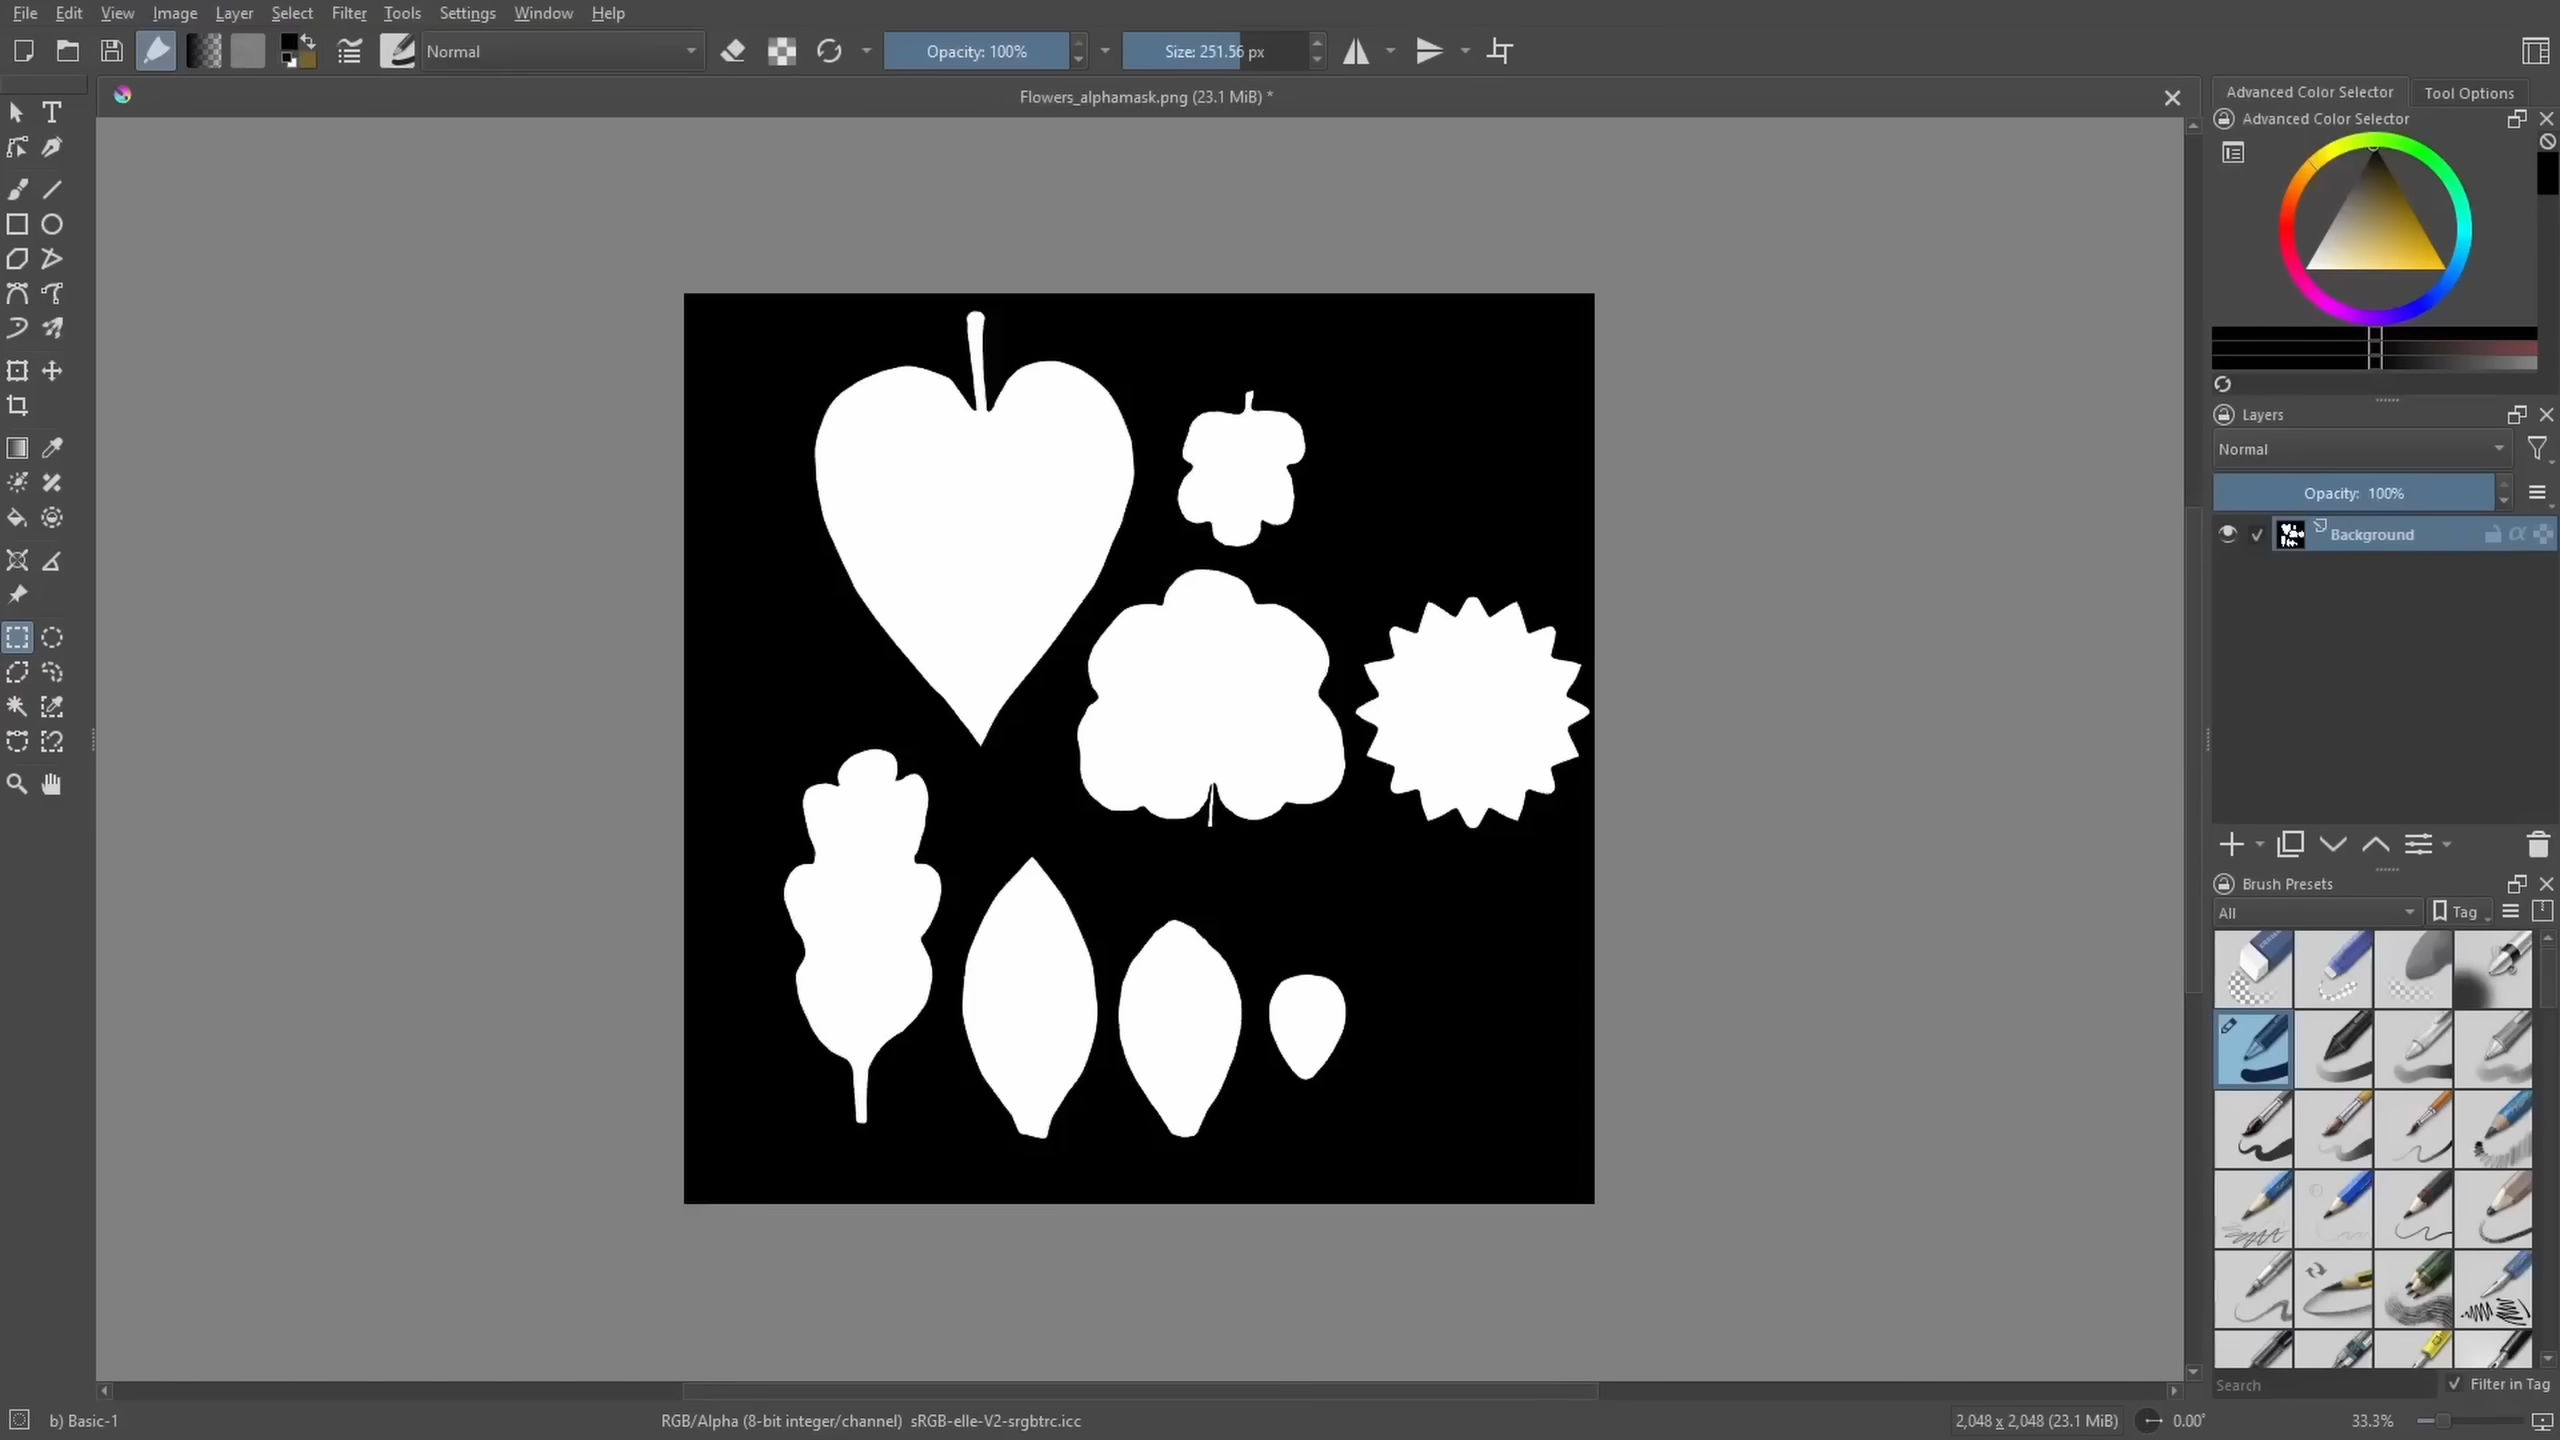 File Edit View Image Layer Select Filter Tools Settings Window Help
Normal Opacity: 100% Size: 251.56 px
Flowers_alphamask.png (23.1 MiB) *
Advanced Color Selector Tool Options
Advanced Color Selector
Layers
Normal
Opacity: 100%
Background
Brush Presets
All Tag
Search Filter in Tag
b) Basic-1 RGB/Alpha (8-bit integer/channel) sRGB-elle-V2-srgbtrc.icc 2,048 x 2,048 (23.1 MiB) 0.00° 33.3%